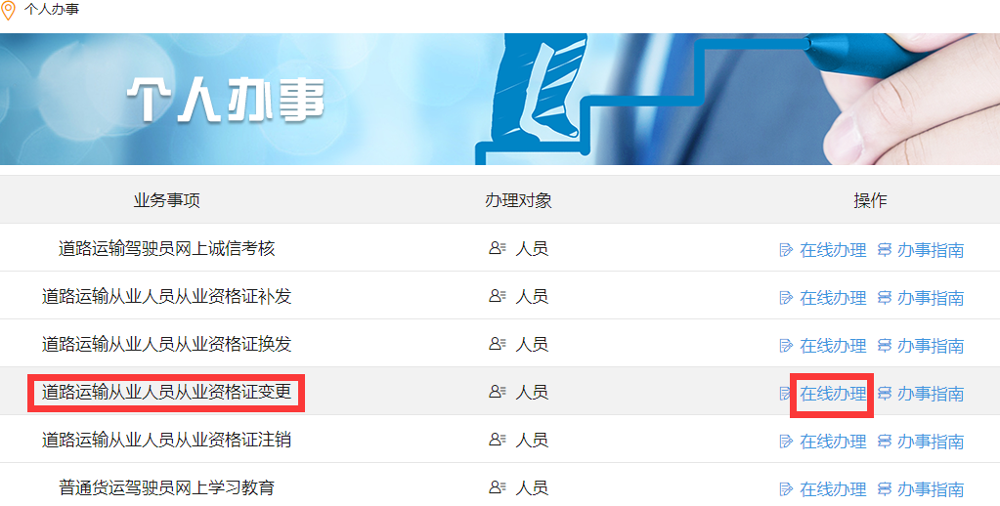 个人办事
个人办事
业务事项 办理对象 操作
道路运输驾驶员网上诚信考核 人员 在线办理 办事指南
道路运输从业人员从业资格证补发 人员 在线办理 办事指南
道路运输从业人员从业资格证换发 人员 在线办理 办事指南
道路运输从业人员从业资格证变更 人员 在线办理 办事指南
道路运输从业人员从业资格证注销 人员 在线办理 办事指南
普通货运驾驶员网上学习教育 人员 在线办理 办事指南